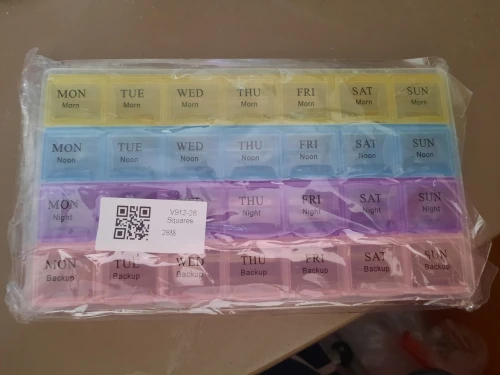 MON TUE WED THU FRI SAT SUN
Morn Morn Morn Morn Morn Morn Morn
MON TUE WED THU FRI SAT SUN
Noon Noon Noon Noon Noon Noon Noon
MON THU FRI SAT SUN
Night Night Night Night Night
V912-28
Squares
MON TUE WED THU FRI SAT SUN
Backup Backup Backup Backup Backup Backup Backup